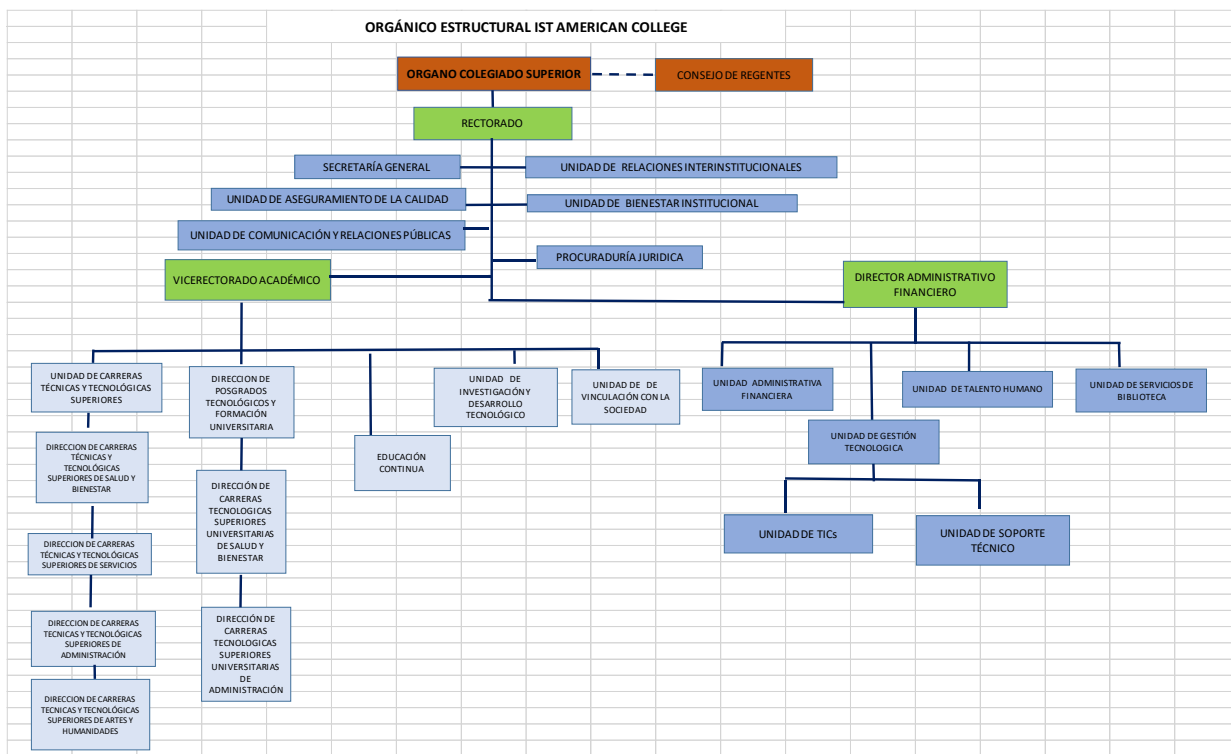 ORGÁNICO ESTRUCTURAL IST AMERICAN COLLEGE
ORGANO COLEGIADO SUPERIOR
CONSEJO DE REGENTES
RECTORADO
SECRETARÍA GENERAL
UNIDAD DE RELACIONES INTERINSTITUCIONALES
UNIDAD DE ASEGURAMIENTO DE LA CALIDAD
UNIDAD DE BIENESTAR INSTITUCIONAL
UNIDAD DE COMUNICACIÓN Y RELACIONES PÚBLICAS
PROCURADURÍA JURIDICA
VICERECTORADO ACADÉMICO
DIRECTOR ADMINISTRATIVO
FINANCIERO
UNIDAD DE CARRERAS
TÉCNICAS Y TECNOLÓGICAS
SUPERIORES
DIRECCION DE
POSGRADOS
TECNOLÓGICOS Y
FORMACIÓN
UNIVERSITARIA
UNIDAD DE
INVESTIGACIÓN Y
DESARROLLO
TECNOLÓGICO
UNIDAD DE DE
VINCULACIÓN CON LA
SOCIEDAD
UNIDAD ADMINISTRATIVA
FINANCIERA
UNIDAD DE TALENTO HUMANO
UNIDAD DE SERVICIOS DE
BIBLIOTECA
UNIDAD DE GESTIÓN
TECNOLOGICA
EDUCACIÓN
CONTINUA
DIRECCION DE CARRERAS
TÉCNICAS Y
TECNOLÓGICAS
SUPERIORES DE SALUD Y
BIENESTAR
DIRECCIÓN DE
CARRERAS
TECNOLOGICAS
SUPERIORES
UNIVERSITARIAS
DE SALUD Y
BIENESTAR
UNIDAD DE TICs
UNIDAD DE SOPORTE
TÉCNICO
DIRECCION DE CARRERAS
TÉCNICAS Y TECNOLÓGICAS
SUPERIORES DE SERVICIOS
DIRECCION DE CARRERAS
TECNICAS Y TECNOLÓGICAS
SUPERIORES DE
ADMINISTRACIÓN
DIRECCIÓN DE
CARRERAS
TECNOLOGICAS
SUPERIORES
UNIVERSITARIAS
DE
ADMINISTRACIÓN
DIRECCION DE CARRERAS
TECNICAS Y TECNOLÓGICAS
SUPERIORES DE ARTES Y
HUMANIDADES